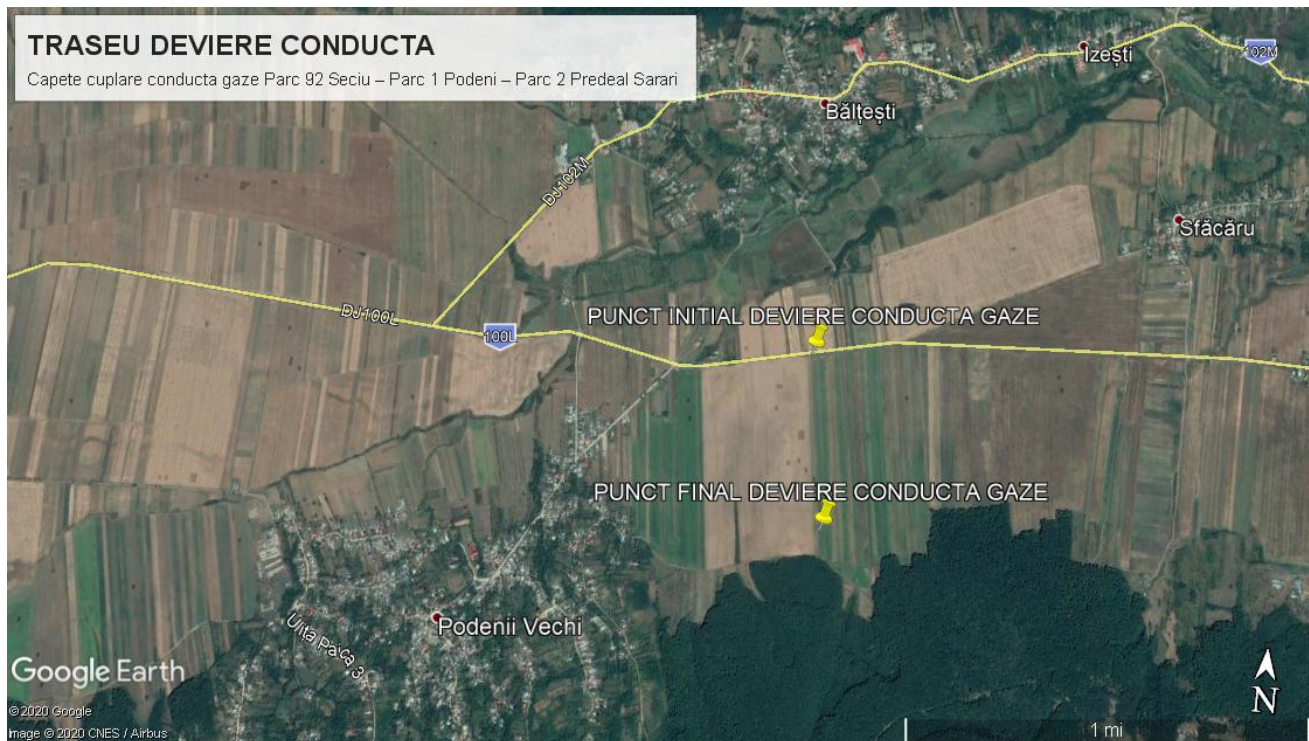 TRASEU DEVIERE CONDUCTA
Capete cuplare conducta gaze Parc 92 Seciu – Parc 1 Podeni – Parc 2 Predeal Sarari
Izești
102M
Bălțești
DJ102M
Sfăcăru
DJ100L
100L
PUNCT INITIAL DEVIERE CONDUCTA GAZE
PUNCT FINAL DEVIERE CONDUCTA GAZE
Podenii Vechi
Ulița Paica 3
Google Earth
© 2020 Google
Image © 2020 CNES / Airbus
N
1 mi